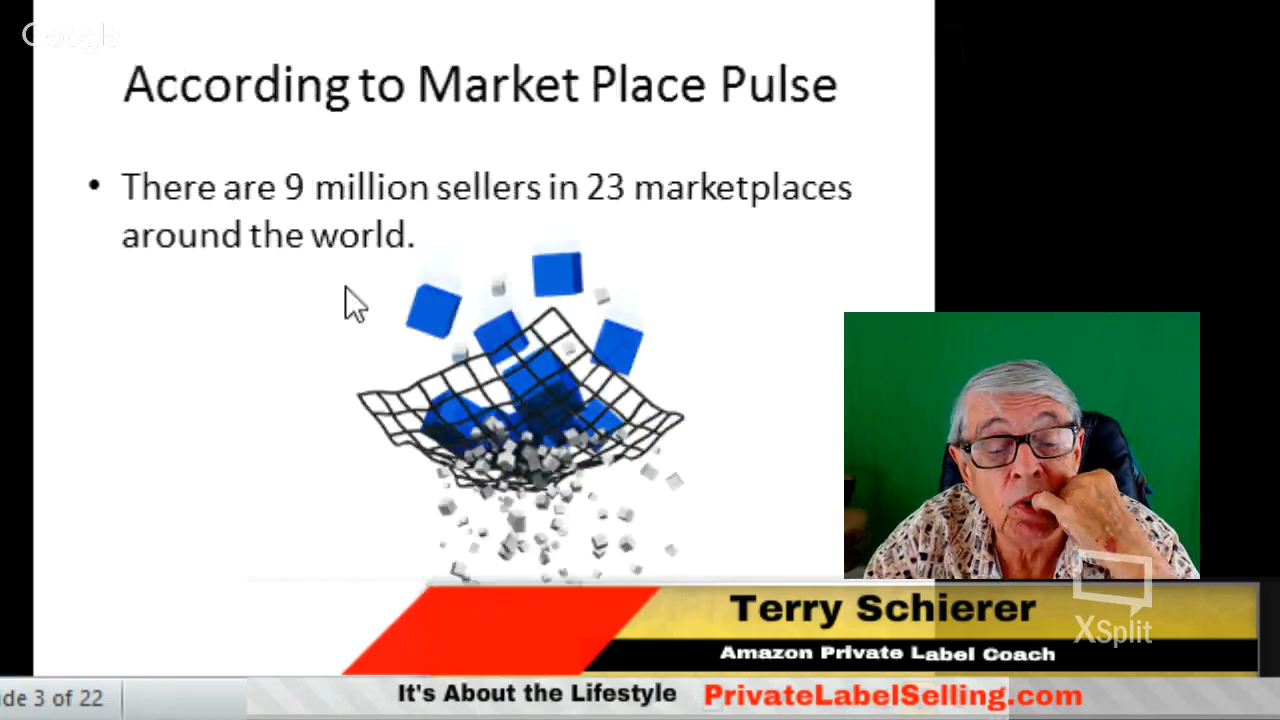 Google
According to Market Place Pulse
• There are 9 million sellers in 23 marketplaces
around the world.
Terry Schierer
XSplit
Amazon Private Label Coach
de 3 of 22
It's About the Lifestyle PrivateLabelSelling.com